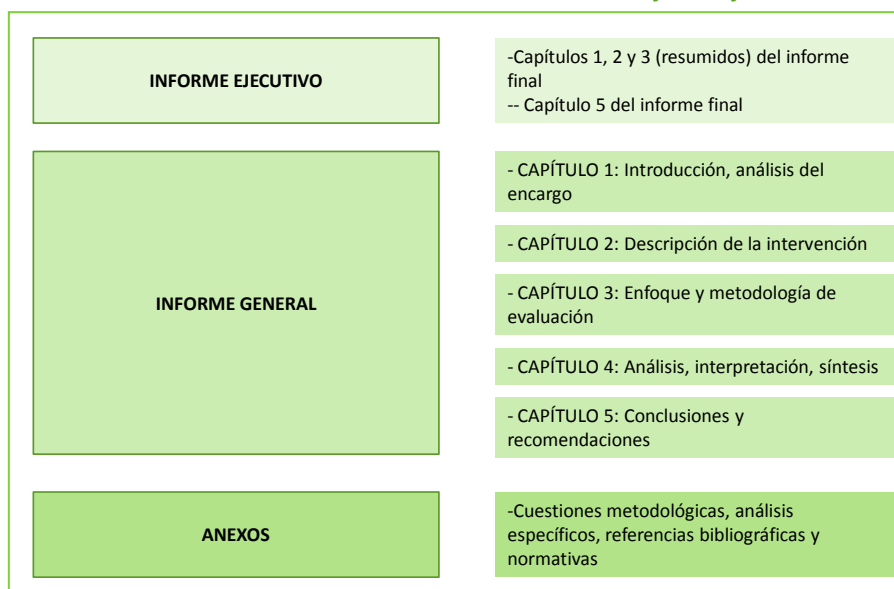 INFORME EJECUTIVO
-Capítulos 1, 2 y 3 (resumidos) del informe
final
-- Capítulo 5 del informe final
INFORME GENERAL
- CAPÍTULO 1: Introducción, análisis del
encargo
- CAPÍTULO 2: Descripción de la intervención
- CAPÍTULO 3: Enfoque y metodología de
evaluación
- CAPÍTULO 4: Análisis, interpretación, síntesis
- CAPÍTULO 5: Conclusiones y
recomendaciones
ANEXOS
-Cuestiones metodológicas, análisis
específicos, referencias bibliográficas y
normativas